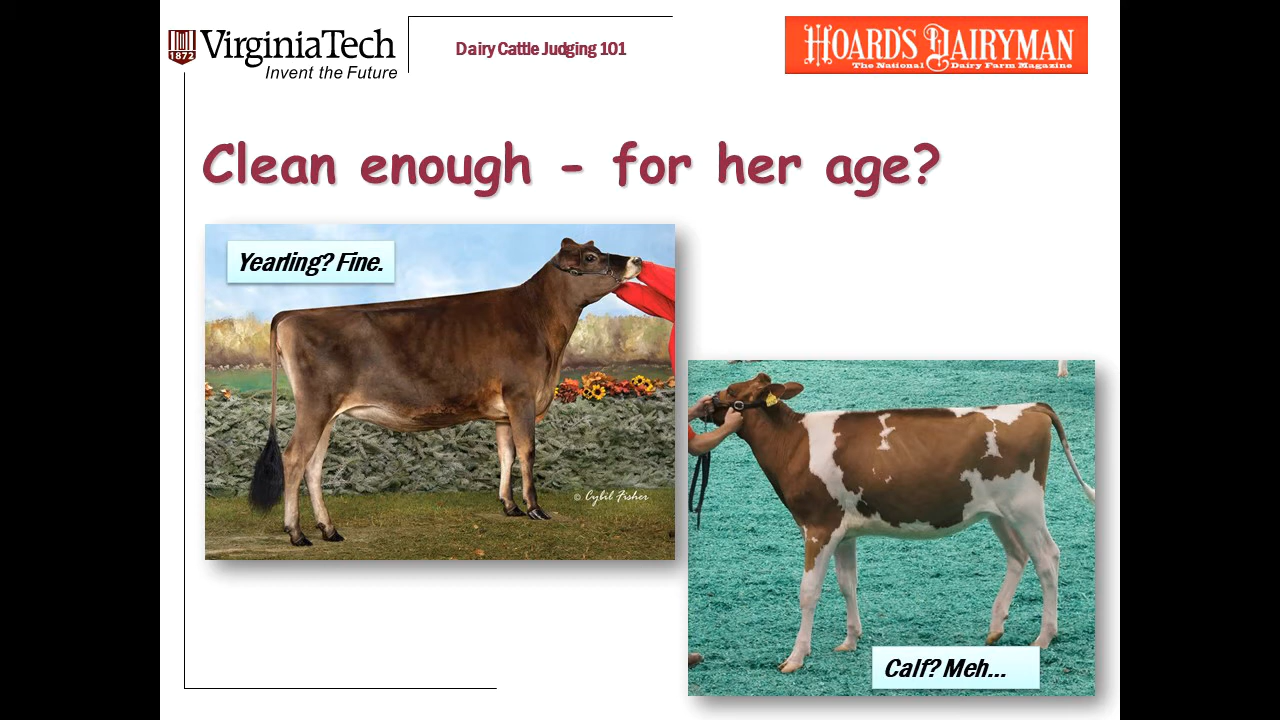 1872
VirginiaTech
Invent the Future
Dairy Cattle Judging 101
HOARD'S DAIRYMAN
The National Dairy Farm Magazine
Clean enough - for her age?
Yearling? Fine.
© Cybil Fisher
Calf? Meh...